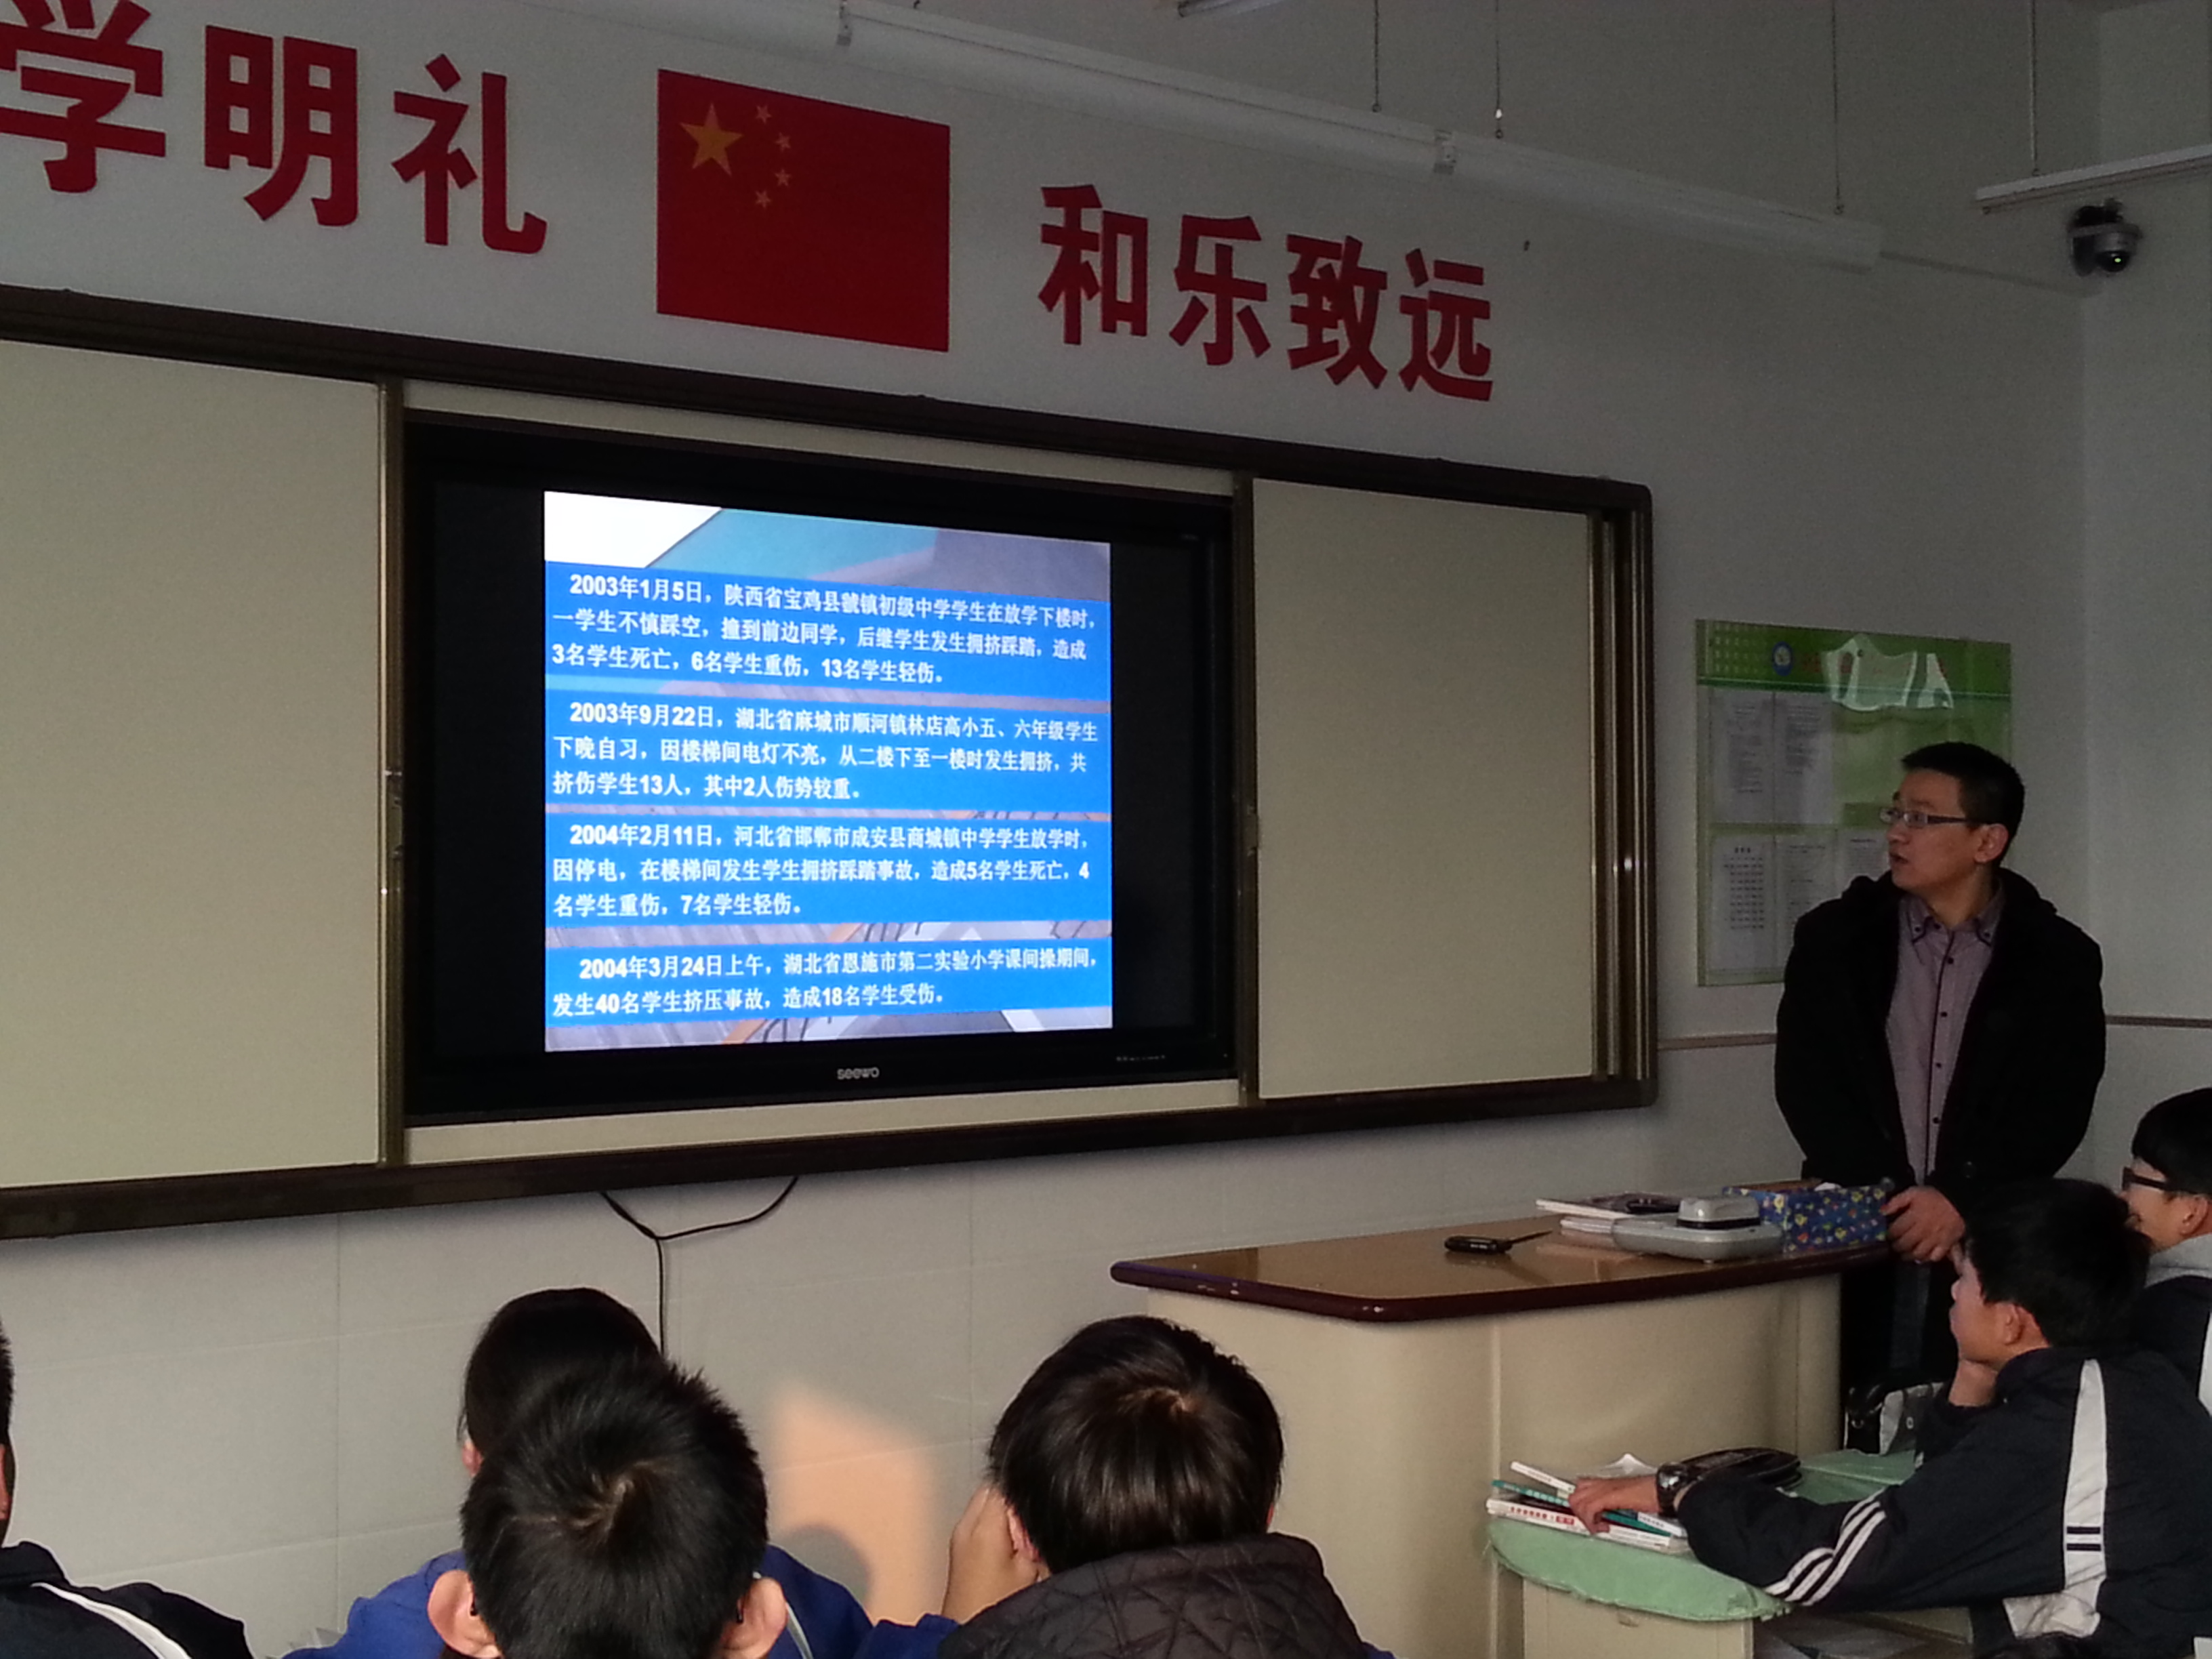 学明礼
和乐致远
2003年1月5日，陕西省宝鸡县虢镇初级中学学生在放学下楼时，
一学生不慎踩空，撞到前边同学，后继学生发生拥挤踩踏，造成
3名学生死亡，6名学生重伤，13名学生轻伤。
2003年9月22日，湖北省麻城市顺河镇林店高小五、六年级学生
下晚自习，因楼梯间电灯不亮，从二楼下至一楼时发生拥挤，共
挤伤学生13人，其中2人伤势较重。
2004年2月11日，河北省邯郸市成安县商城镇中学学生放学时，
因停电，在楼梯间发生学生拥挤踩踏事故，造成5名学生死亡，4
名学生重伤，7名学生轻伤。
2004年3月24日上午，湖北省恩施市第二实验小学课间操期间，
发生40名学生挤压事故，造成18名学生受伤。
seewo